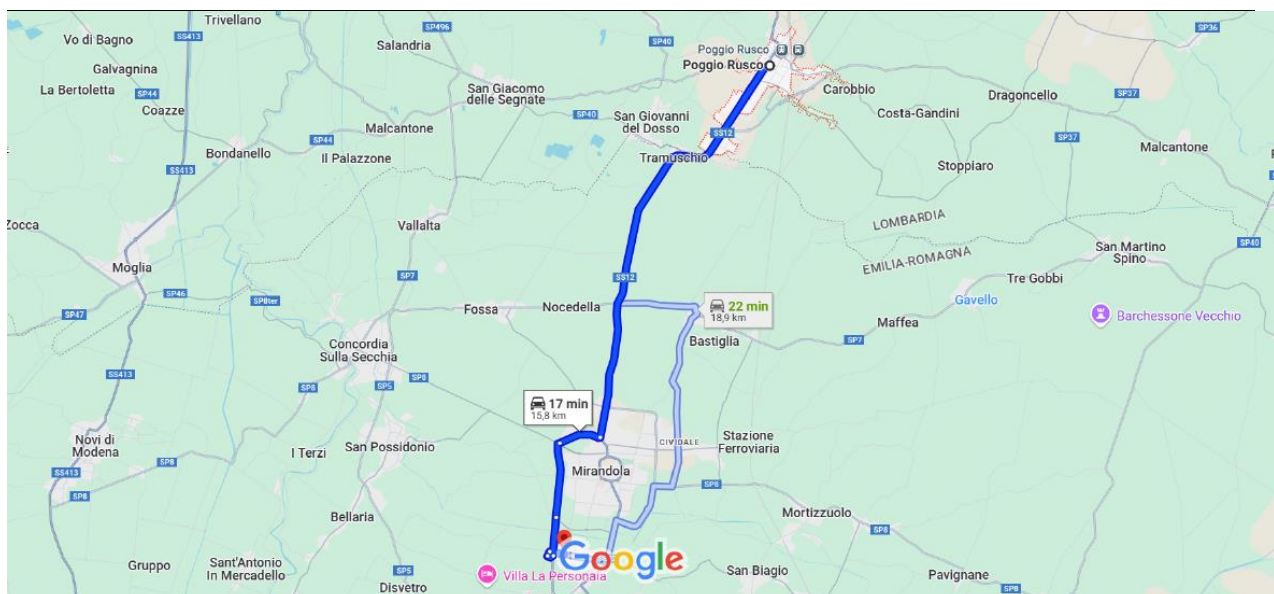 Trivellano
SP496
SP36
Vo di Bagno
SS413
Salandria
SP40
Poggio Rusco
Galvagnina
Poggio Rusco
La Bertoletta
SP44
San Giacomo
delle Segnate
Carobbio
Dragoncello
SP37
Coazze
SP40
San Giovanni
del Dosso
Costa-Gandini
Malcantone
SS12
SP44
SP37
Bondanello
Il Palazzone
Tramuschio
Malcantone
Stoppiaro
SS413
Zocca
Vallalta
LOMBARDIA
SP40
EMILIA-ROMAGNA
San Martino
Spino
Moglia
SP7
SS12
Tre Gobbi
SP46
SP8ter
Fossa
Nocedella
22 min
18,9 km
Gavello
SP47
Maffea
Barchessone Vecchio
Concordia
Sulla Secchia
Bastiglia
SP7
SS413
SP8
SP8
SP5
17 min
15,8 km
Novi di
Modena
San Possidonio
CIVIDALE
Stazione
Ferroviaria
I Terzi
SS413
SP8
Mirandola
SP8
SP8
Bellaria
Mortizzuolo
SP8
Gruppo
Sant'Antonio
In Mercadello
Google
SP5
Villa La Personala
San Biagio
Pavignane
Disvetro
SP8